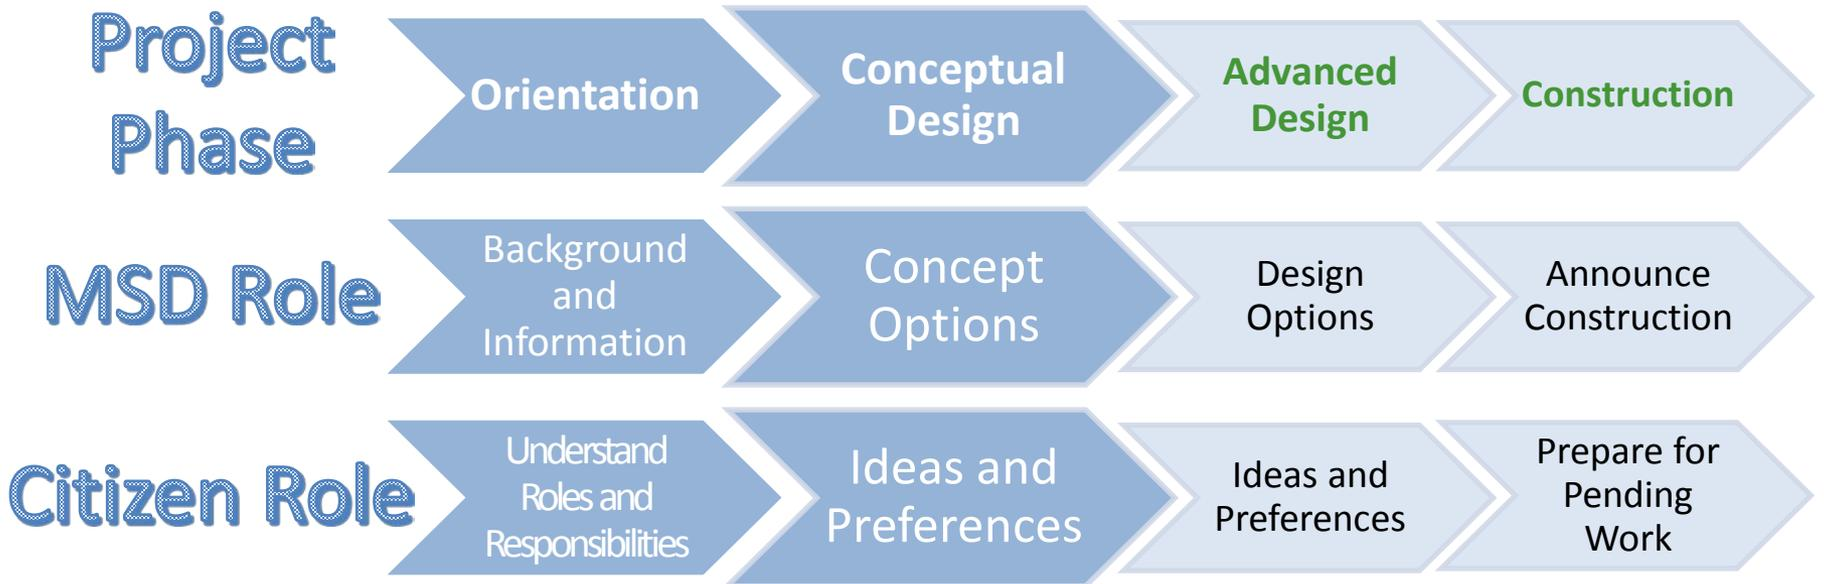 Project
Phase
Orientation
Conceptual
Design
Advanced
Design
Construction
MSD Role
Background
and
Information
Concept
Options
Design
Options
Announce
Construction
Citizen Role
Understand
Roles and
Responsibilities
Ideas and
Preferences
Ideas and
Preferences
Prepare for
Pending
Work